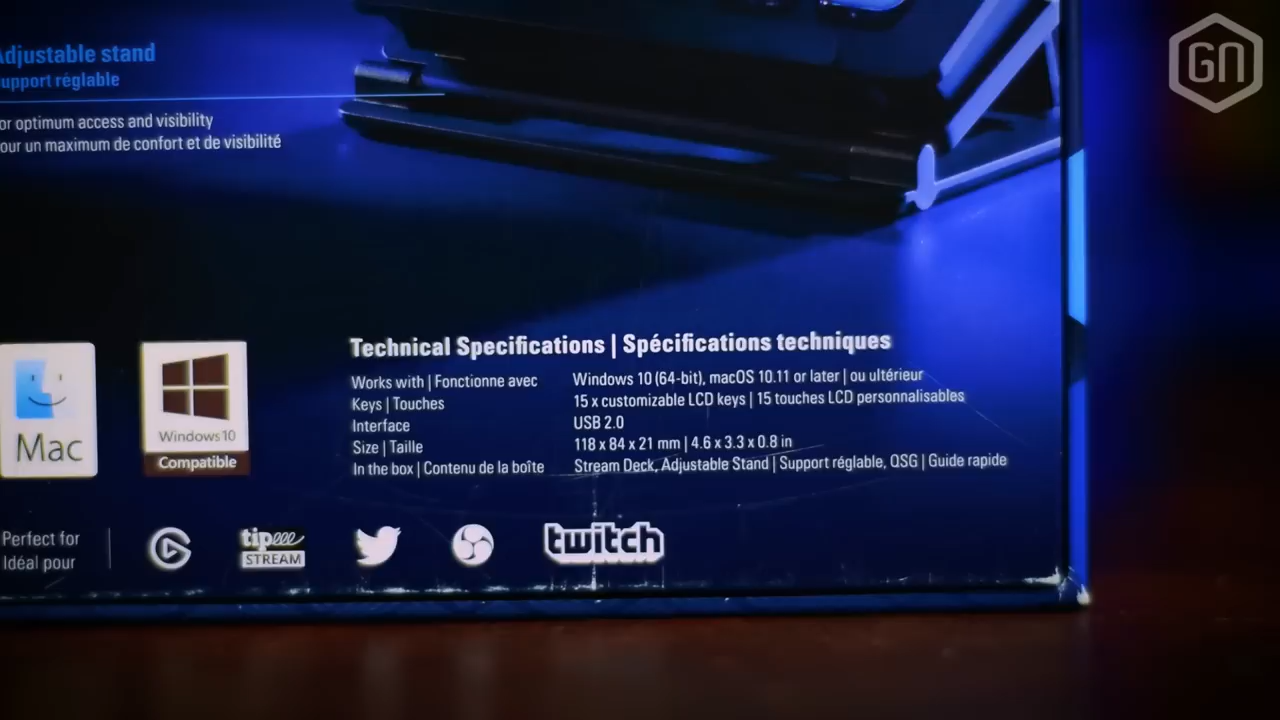 GN
Adjustable stand
support réglable
or optimum access and visibility
our un maximum de confort et de visibilité
Technical Specifications | Spécifications techniques
Works with | Fonctionne avec Windows 10 (64-bit), macOS 10.11 or later | ou ultérieur
Keys | Touches 15 x customizable LCD keys | 15 touches LCD personnalisables
Interface USB 2.0
Size | Taille 118 x 84 x 21 mm | 4.6 x 3.3 x 0.8 in
In the box | Contenu de la boîte Stream Deck, Adjustable Stand | Support réglable, QSG | Guide rapide
Mac
Windows 10
Compatible
Perfect for
Idéal pour
tipeee
STREAM
twitch